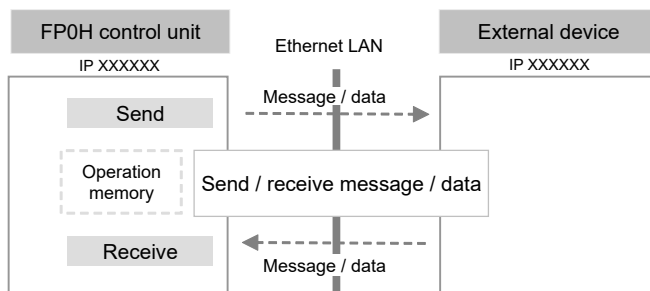 FP0H control unit
Ethernet LAN
External device
IP XXXXXX
IP XXXXXX
Message / data
Send
Operation
memory
Send / receive message / data
Receive
Message / data